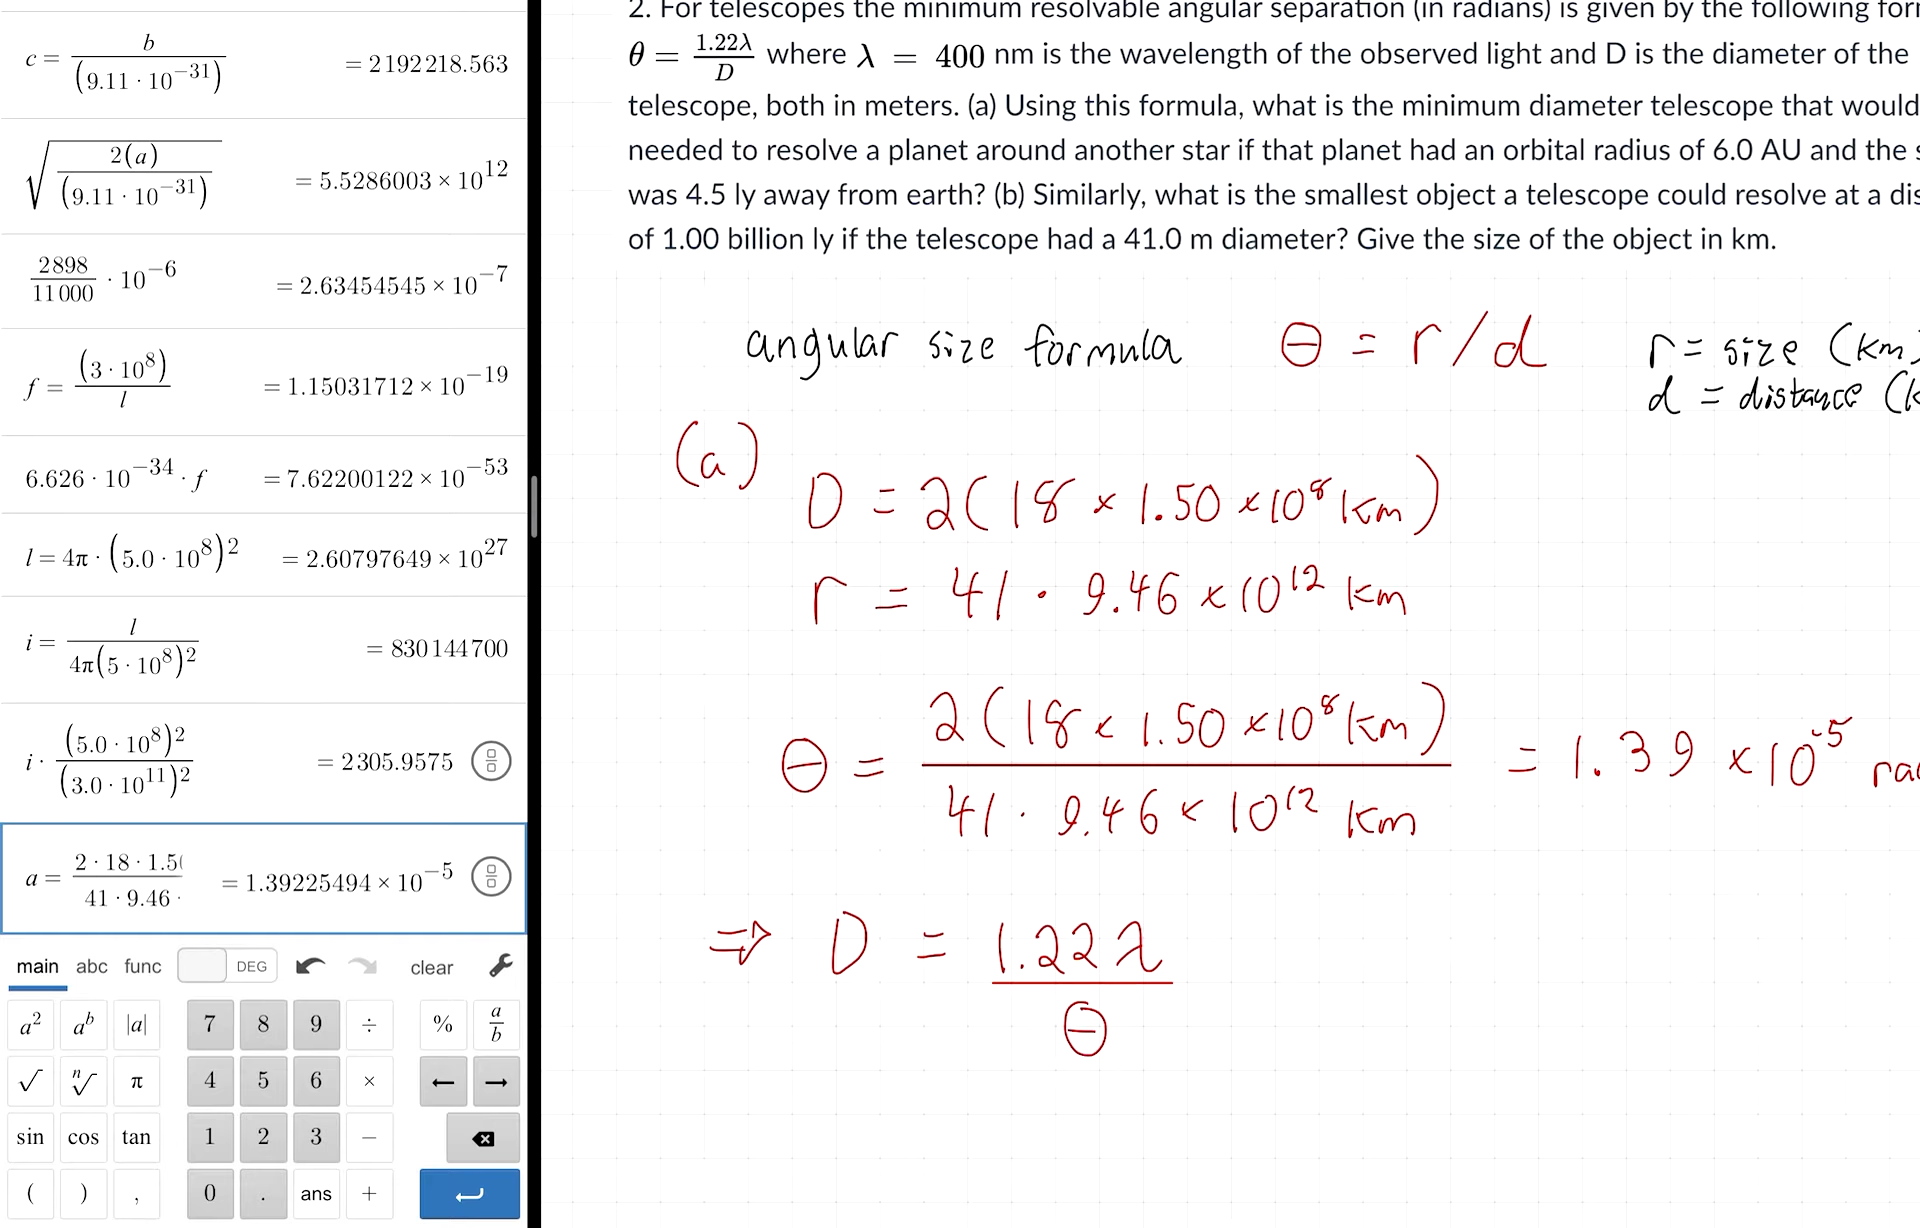 c = b / (9.11 · 10^−31) = 2192218.563
√(2(a) / (9.11 · 10^−31)) = 5.5286003 × 10^12
2898 / 11000 · 10^−6 = 2.63454545 × 10^−7
f = (3 · 10^8) / l = 1.15031712 × 10^−19
6.626 · 10^−34 · f = 7.62200122 × 10^−53
l = 4π · (5.0 · 10^8)2 = 2.60797649 × 10^27
i = l / 4π(5 · 10^8)2 = 830144700
i · (5.0 · 10^8)2 / (3.0 · 10^11)2 = 2305.9575
a = 2 · 18 · 1.5 / 41 · 9.46 · = 1.39225494 × 10^−5
main abc func DEG clear
a² a^b |a| 7 8 9 ÷ % a/b
√ ⁿ√ π 4 5 6 × ← →
sin cos tan 1 2 3 −
( ) , 0 . ans +
2. For telescopes the minimum resolvable angular separation (in radians) is given by the following
θ = 1.22λ / D where λ = 400 nm is the wavelength of the observed light and D is the diameter of the
telescope, both in meters. (a) Using this formula, what is the minimum diameter telescope that would
needed to resolve a planet around another star if that planet had an orbital radius of 6.0 AU and the
was 4.5 ly away from earth? (b) Similarly, what is the smallest object a telescope could resolve at a
of 1.00 billion ly if the telescope had a 41.0 m diameter? Give the size of the object in km.
angular size formula θ = r/d r = size (km)
d = distance (k
(a)
D = 2(18 × 1.50 × 10^8 km)
r = 41 · 9.46 × 10^12 km
θ = 2(18 × 1.50 × 10^8 km) / 41 · 9.46 × 10^12 km = 1.39 × 10^-5
⇒ D = 1.22 λ / θ